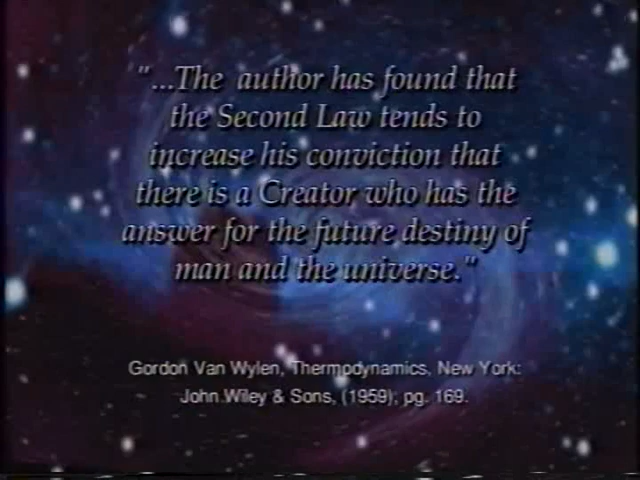 "...The author has found that
the Second Law tends to
increase his conviction that
there is a Creator who has the
answer for the future destiny of
man and the universe."
Gordon Van Wylen, Thermodynamics, New York:
John Wiley & Sons, (1959), pg. 169.